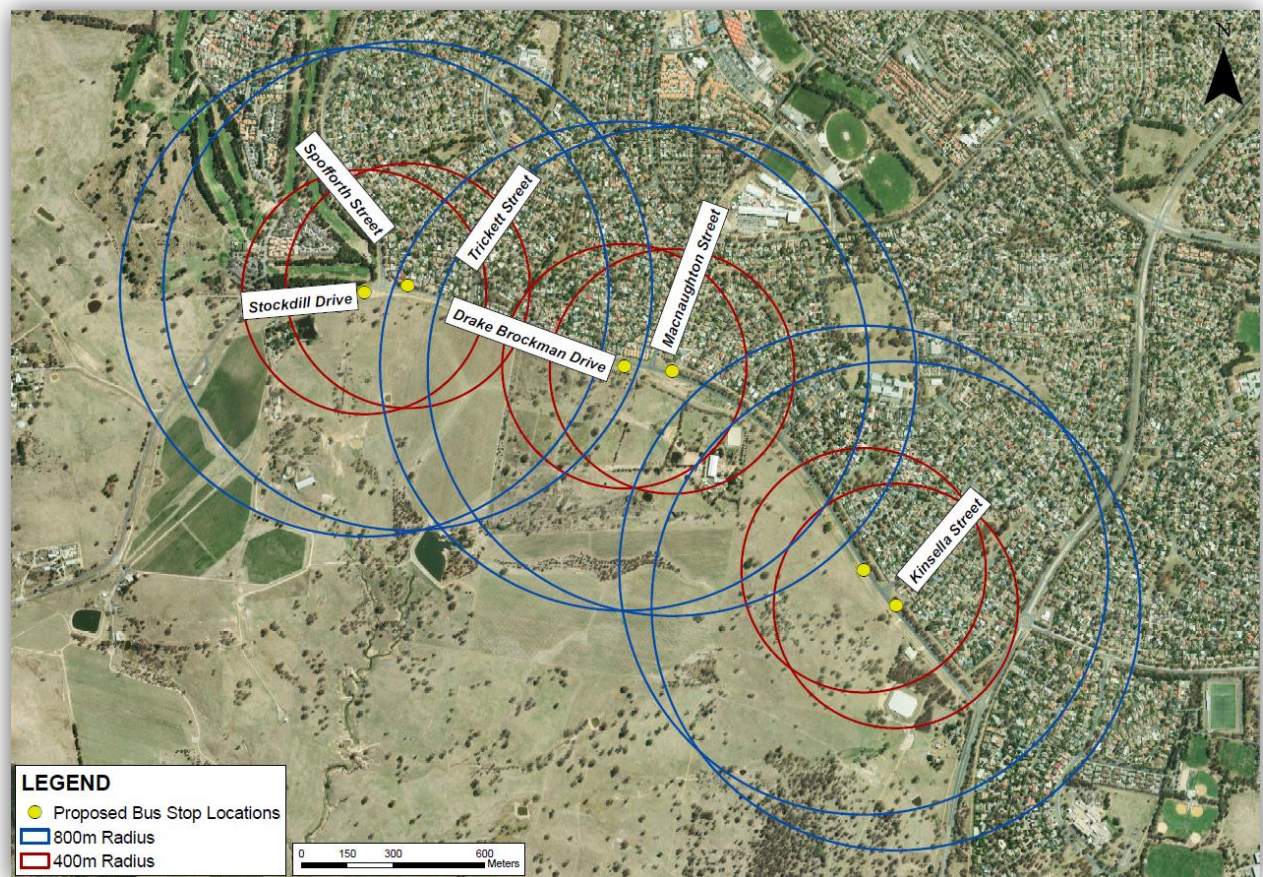 N
Spofforth Street
Trickett Street
Macnaughton Street
Stockdill Drive
Drake Brockman Drive
Kinsella Street
LEGEND
Proposed Bus Stop Locations
800m Radius
400m Radius
0 150 300 600
Meters